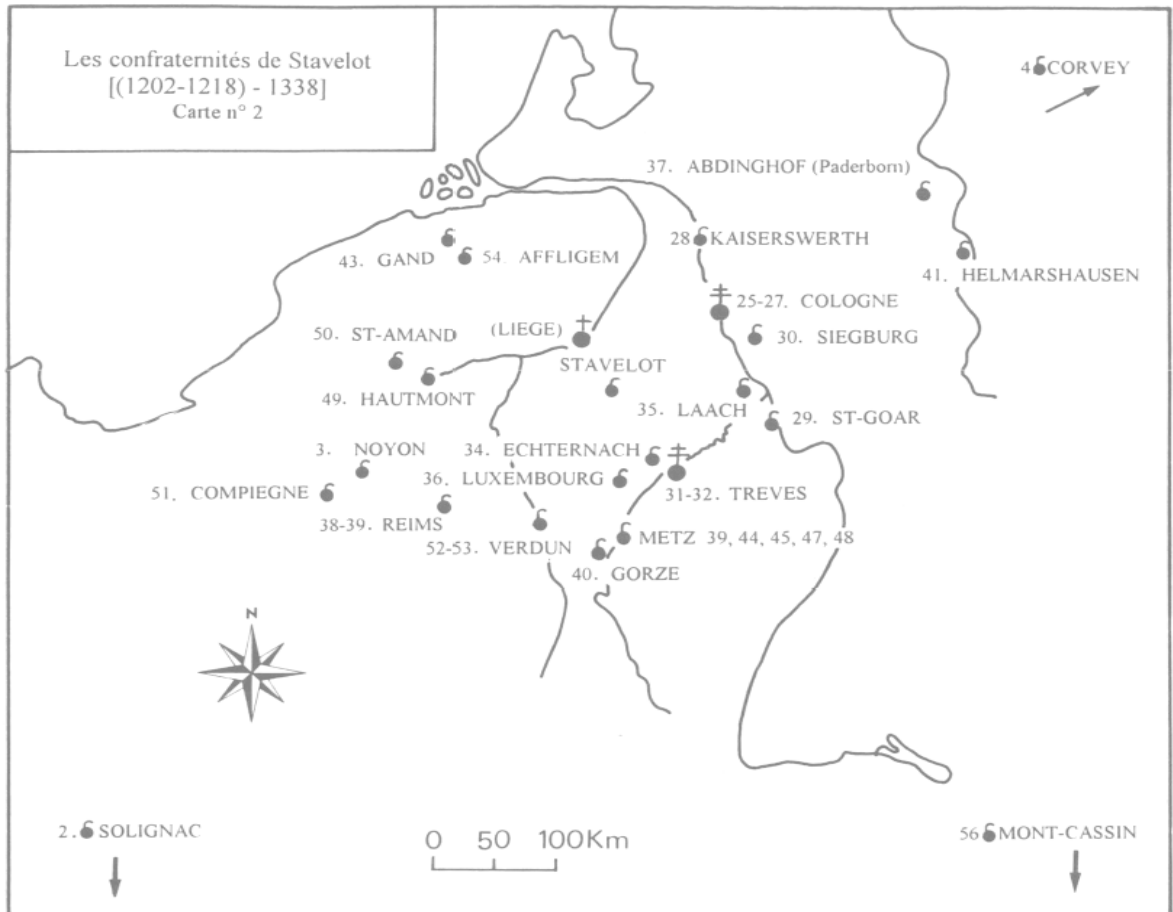 Les confraternités de Stavelot
[(1202-1218) - 1338]
Carte n° 2
4 CORVEY
37. ABDINGHOF (Paderborn)
28 KAISERSWERTH
43. GAND
54. AFFLIGEM
41. HELMARSHAUSEN
25-27. COLOGNE
50. ST-AMAND
(LIEGE)
30. SIEGBURG
STAVELOT
49. HAUTMONT
35. LAACH
29. ST-GOAR
3. NOYON
34. ECHTERNACH
51. COMPIEGNE
36. LUXEMBOURG
31-32. TREVES
38-39. REIMS
52-53. VERDUN
METZ 39, 44, 45, 47, 48
40. GORZE
N
2. SOLIGNAC
0 50 100Km
56 MONT-CASSIN